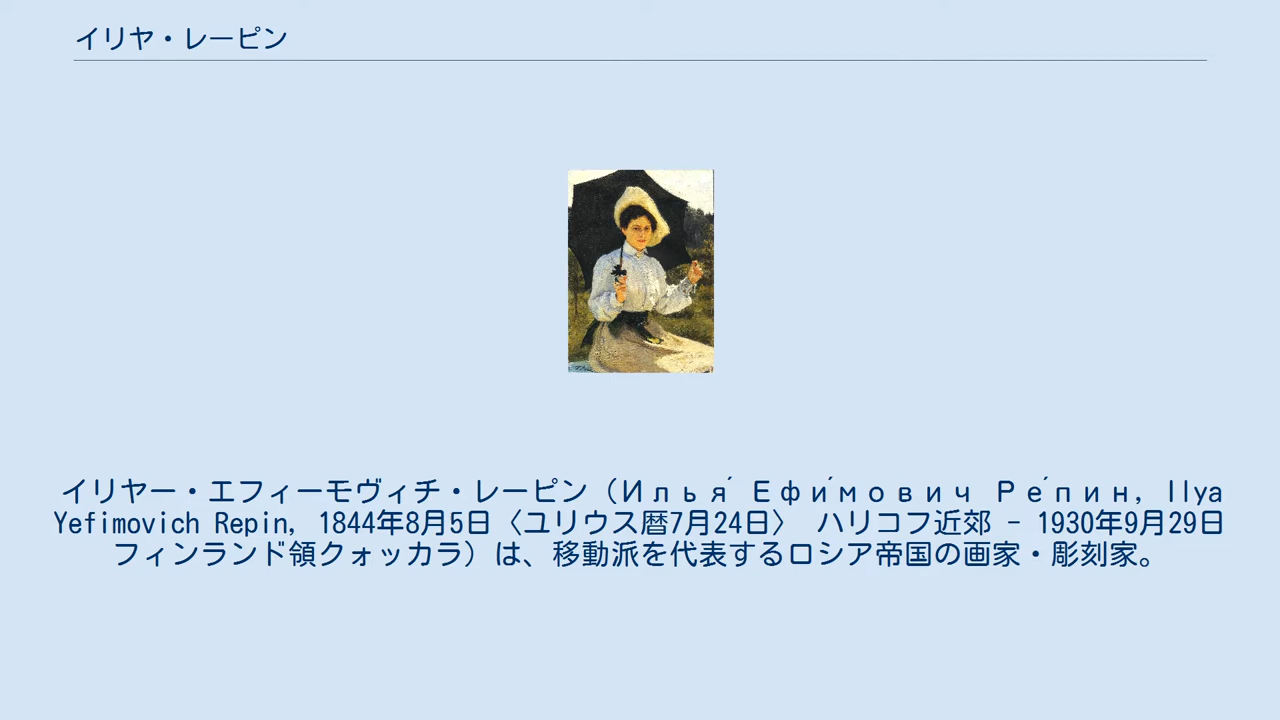 イリヤ・レーピン
イリヤー・エフィーモヴィチ・レーピン（Илья́ Ефи́мович Ре́пин, Ilya
Yefimovich Repin, 1844年8月5日〈ユリウス暦7月24日〉 ハリコフ近郊 - 1930年9月29日
フィンランド領クォッカラ）は、移動派を代表するロシア帝国の画家・彫刻家。